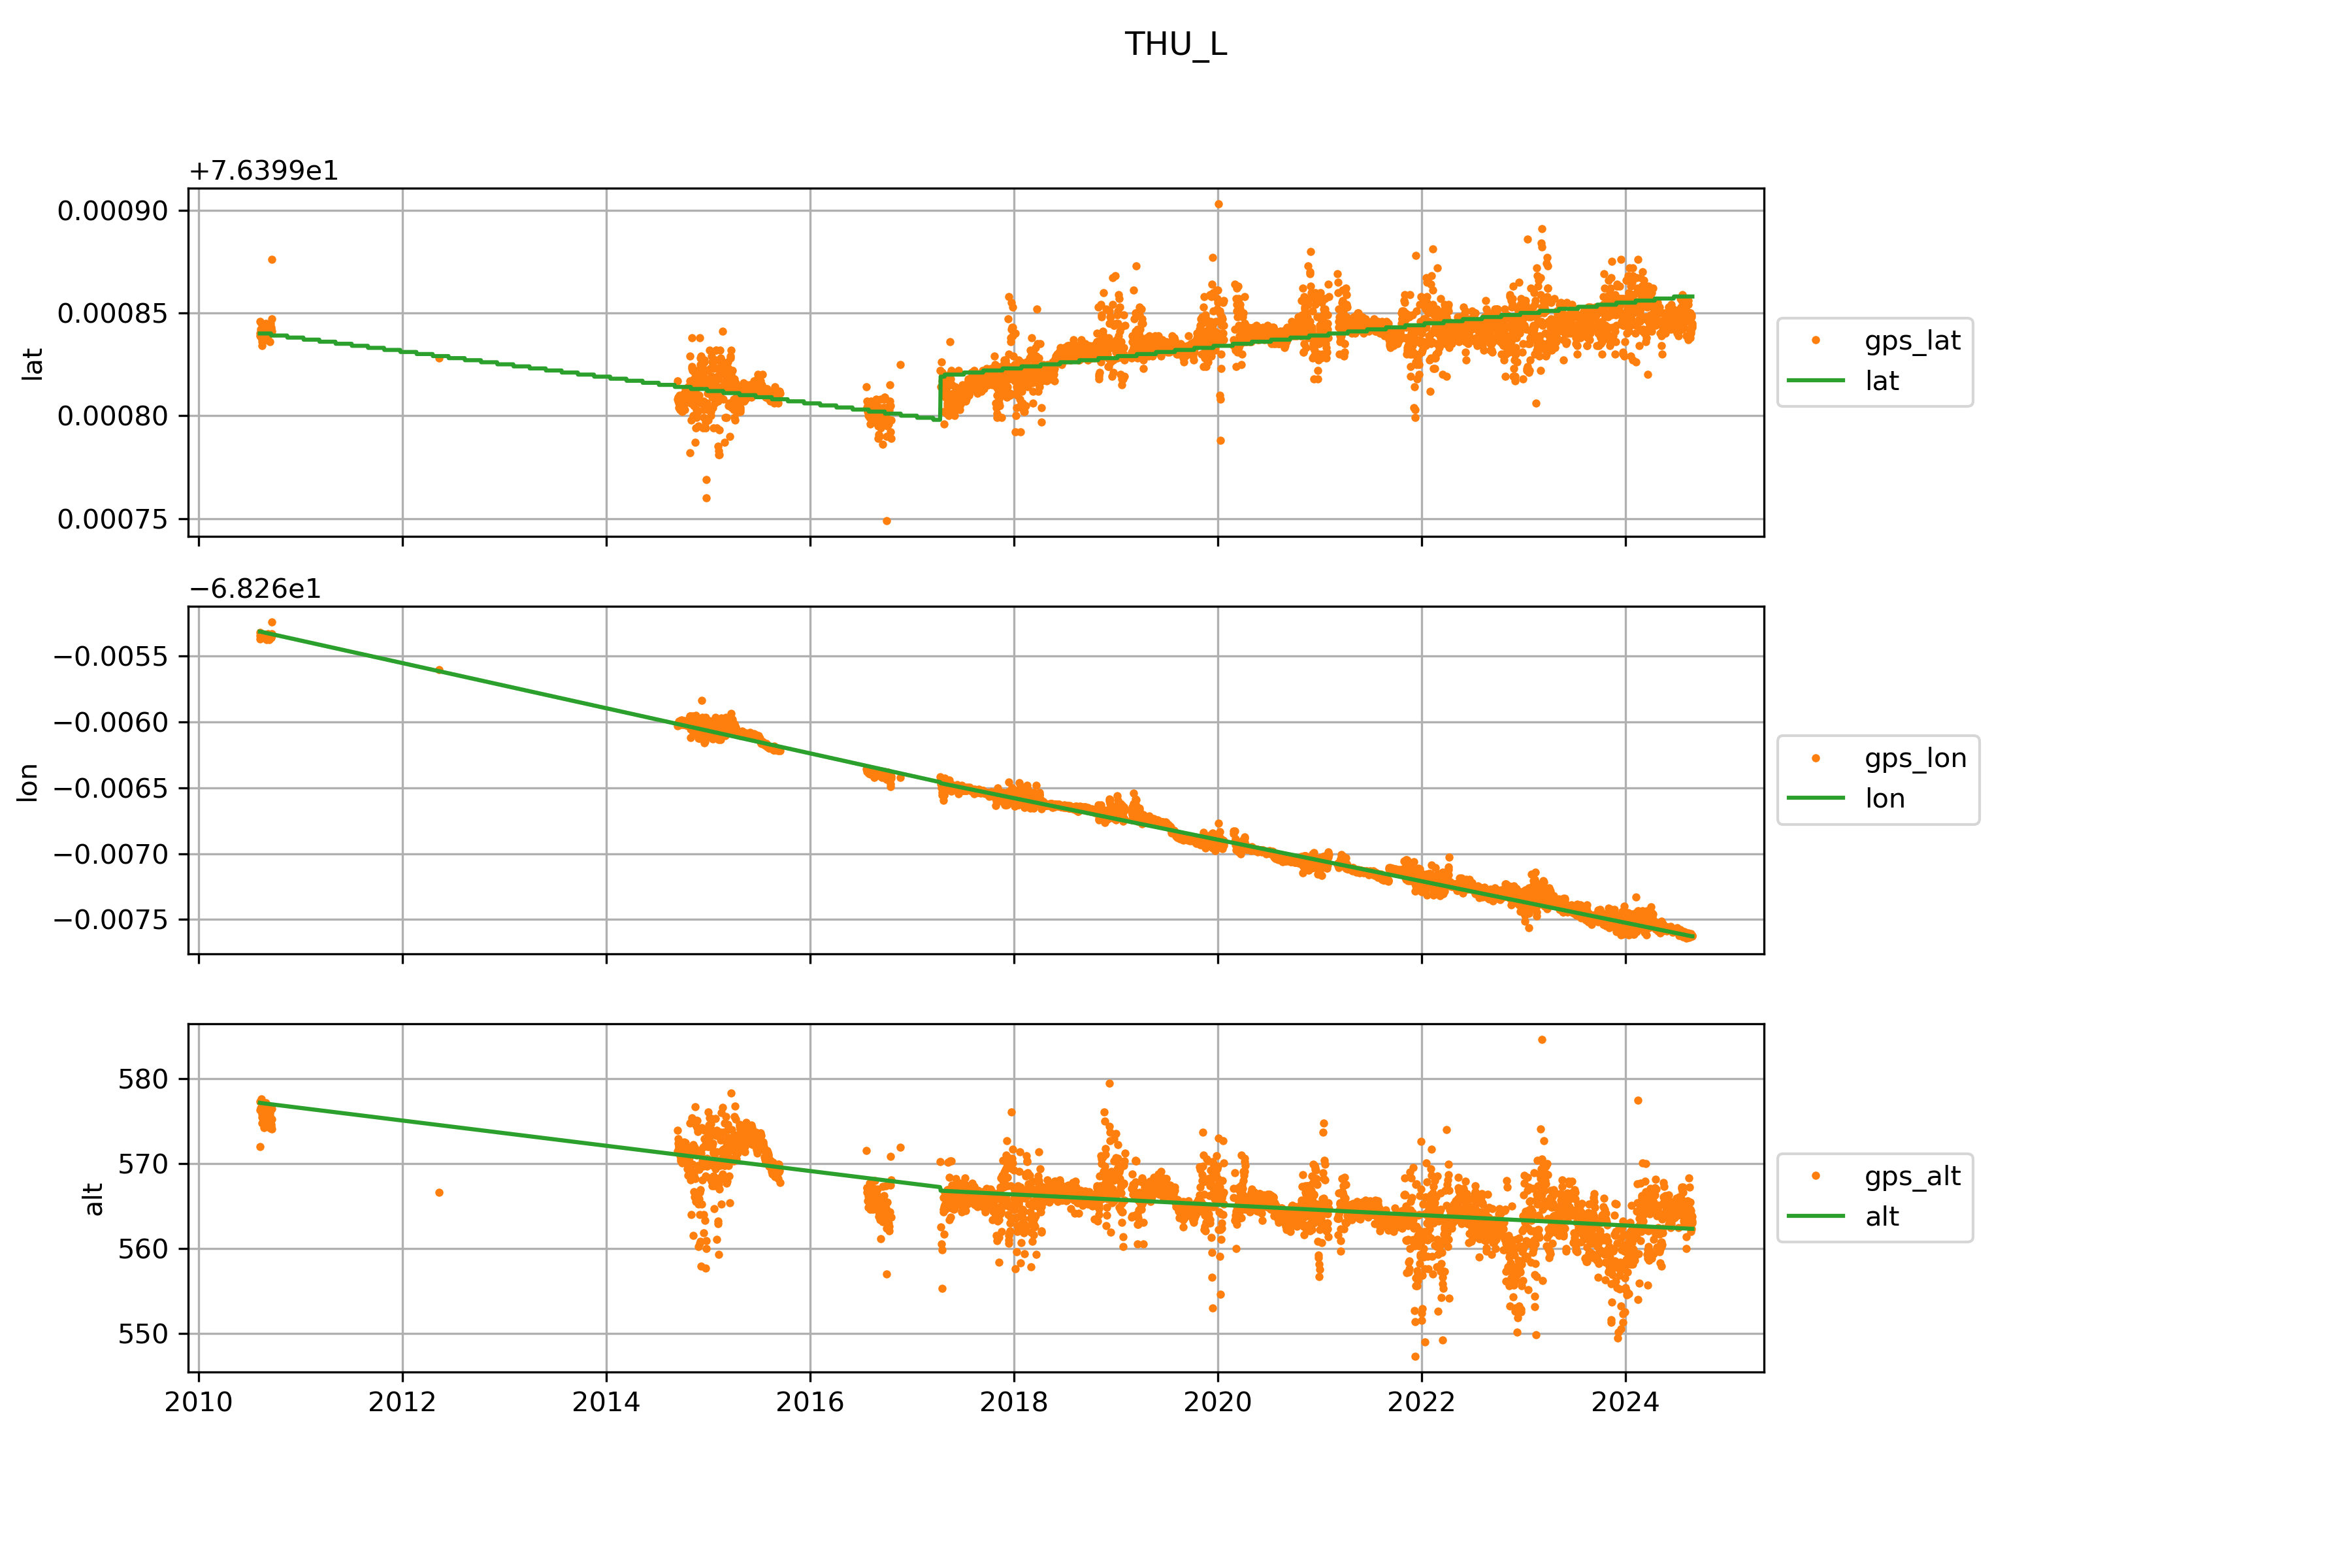 THU_L
+7.6399e1
0.00090
0.00085
0.00080
0.00075
lat
gps_lat
lat
−6.826e1
−0.0055
−0.0060
−0.0065
−0.0070
−0.0075
lon
gps_lon
lon
580
570
560
550
alt
gps_alt
alt
2010 2012 2014 2016 2018 2020 2022 2024